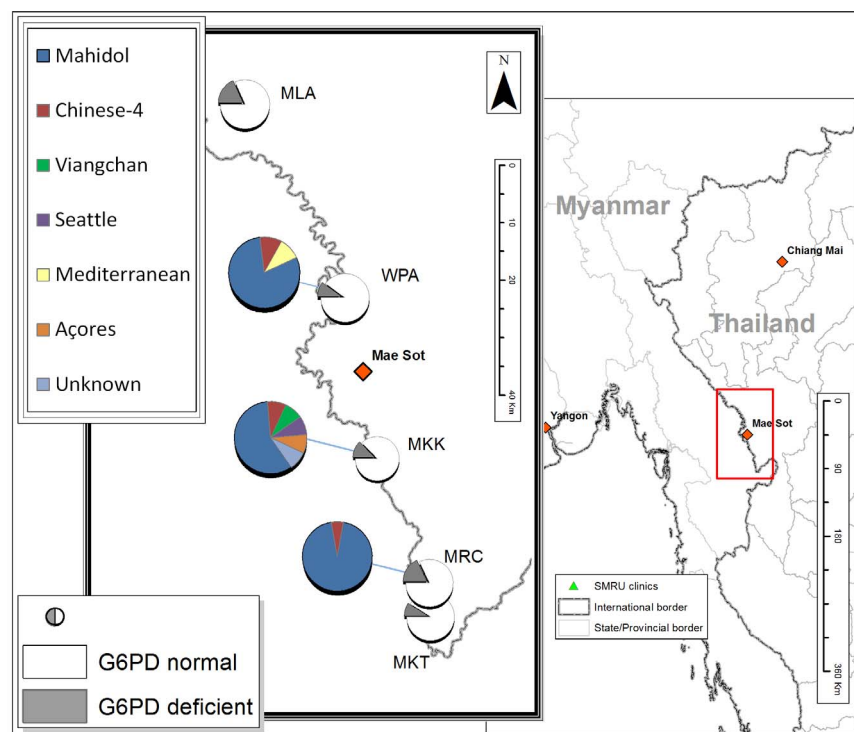 Mahidol
Chinese-4
Viangchan
Seattle
Mediterranean
Açores
Unknown
MLA
N
0
10
20
40 Km
WPA
Mae Sot
MKK
MRC
MKT
G6PD normal
G6PD deficient
Myanmar
Chiang Mai
Thailand
Yangon
Mae Sot
0
90
180
360 Km
SMRU clinics
International border
State/Provincial border